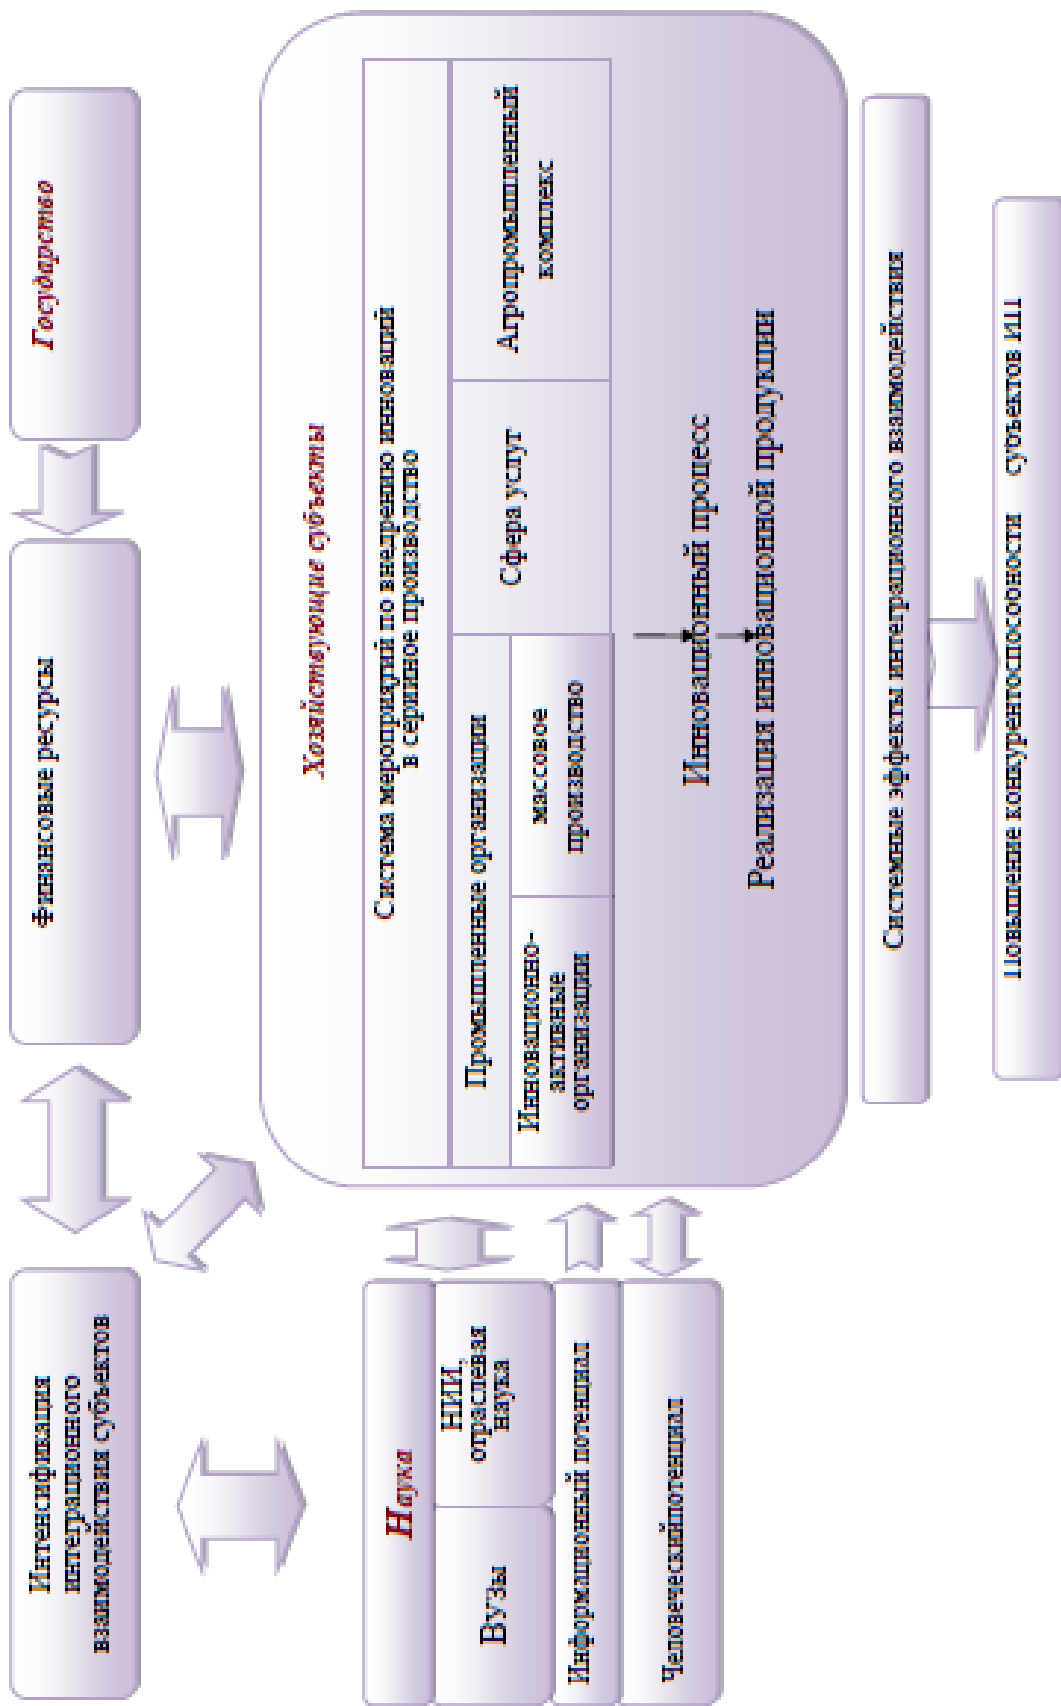 Интенсификация
интеграционного
взаимодействия субъектов
Финансовые ресурсы
Государство
Наука
ВУЗы
НИИ,
отраслевая
наука
Информационный потенциал
Человеческийпотенциал
Хозяйствующие субъекты
Система мероприятий по внедрению инноваций
в серийное производство
Промышленные организации
Инновационно-
активные
организации
массовое
производство
Сфера услуг
Агропромышленный
комплекс
Инновационный процесс
Реализация инновационной продукции
Системные эффекты интеграционного взаимодействия
Повышение конкурентоспособности субъектов ИП